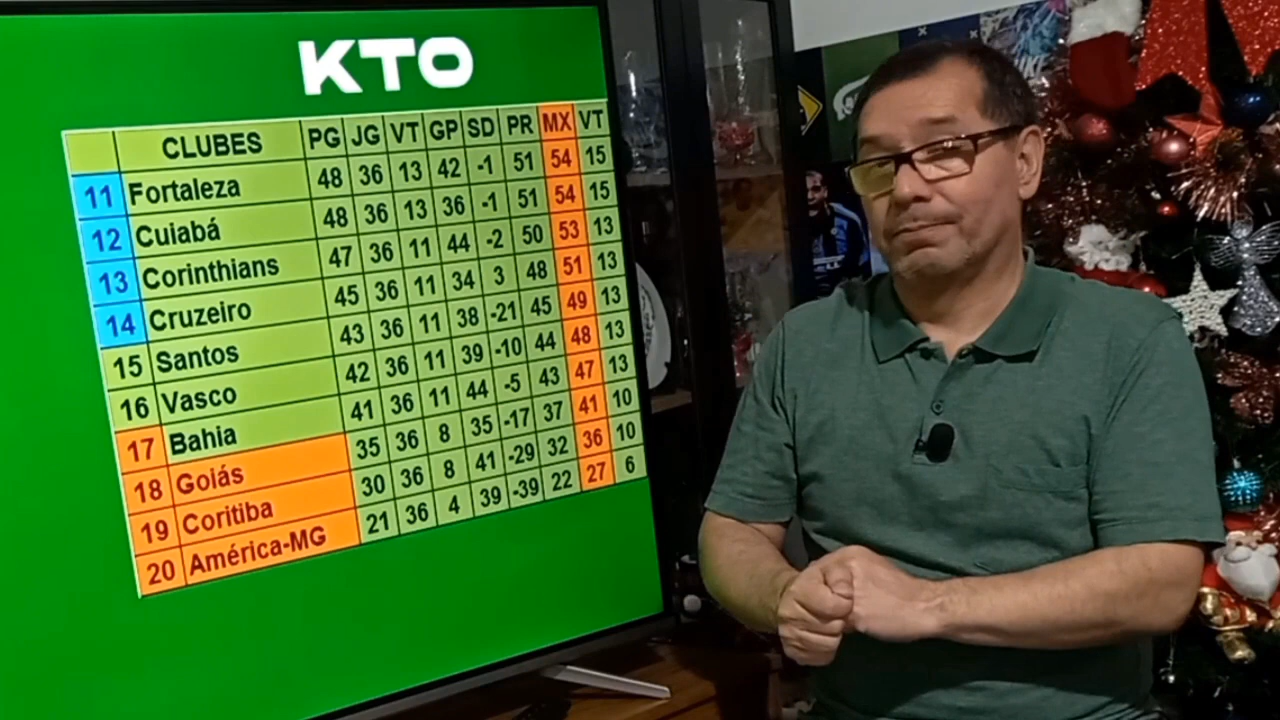 KTO
CLUBES PG JG VT GP SD PR MX VT
11 Fortaleza 48 36 13 42 -1 51 54 15
12 Cuiabá 48 36 13 36 -1 51 54 15
13 Corinthians 47 36 11 44 -2 50 53 13
14 Cruzeiro 45 36 11 34 3 48 51 13
15 Santos 43 36 11 38 -21 45 49 13
16 Vasco 42 36 11 39 -10 44 48 13
17 Bahia 41 36 11 44 -5 43 47 13
18 Goiás 35 36 8 35 -17 37 41 10
19 Coritiba 30 36 8 41 -29 32 36 10
20 América-MG 21 36 4 39 -39 22 27 6